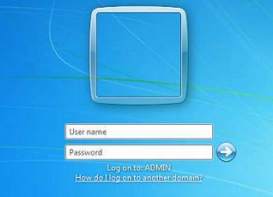 User name
Password
Log on to: ADMIN
How do I log on to another domain?